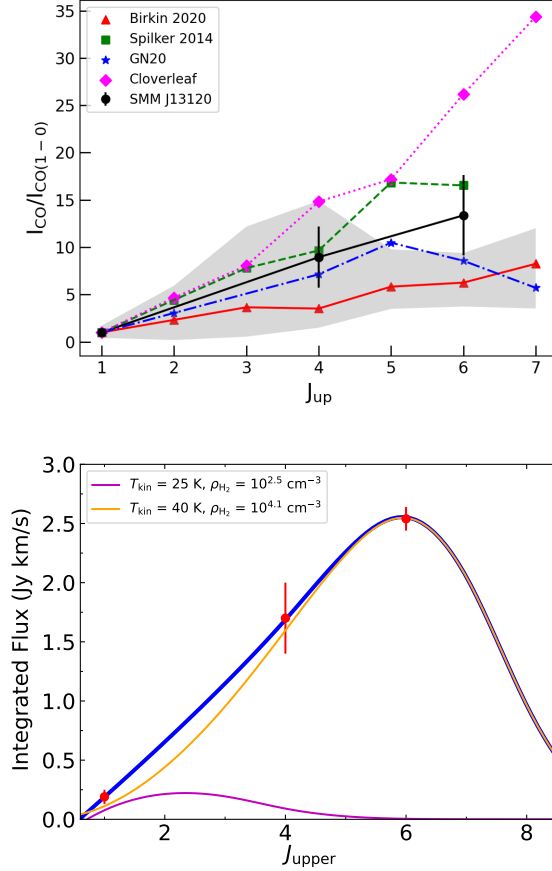 35
30
25
20
15
10
5
0
I_CO/I_CO(1−0)
Birkin 2020
Spilker 2014
GN20
Cloverleaf
SMM J13120
1 2 3 4 5 6 7
J_up
3.0
2.5
2.0
1.5
1.0
0.5
0.0
Integrated Flux (Jy km/s)
T_kin = 25 K, ρ_H₂ = 10^2.5 cm^−3
T_kin = 40 K, ρ_H₂ = 10^4.1 cm^−3
2 4 6 8
J_upper